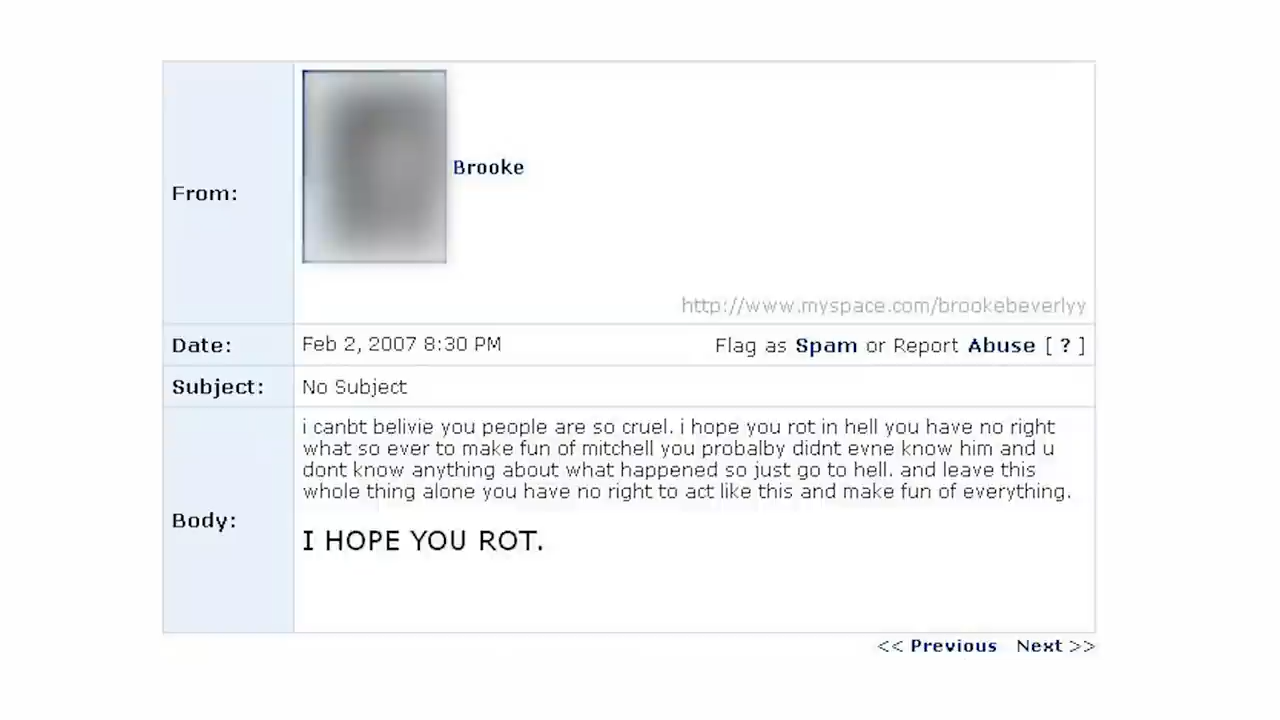 From:
Brooke
http://www.myspace.com/brookebeverlyy
Date:
Feb 2, 2007 8:30 PM
Flag as Spam or Report Abuse [ ? ]
Subject:
No Subject
Body:
i canbt belivie you people are so cruel. i hope you rot in hell you have no right
what so ever to make fun of mitchell you probalby didnt evne know him and u
dont know anything about what happened so just go to hell. and leave this
whole thing alone you have no right to act like this and make fun of everything.
I HOPE YOU ROT.
<< Previous Next >>